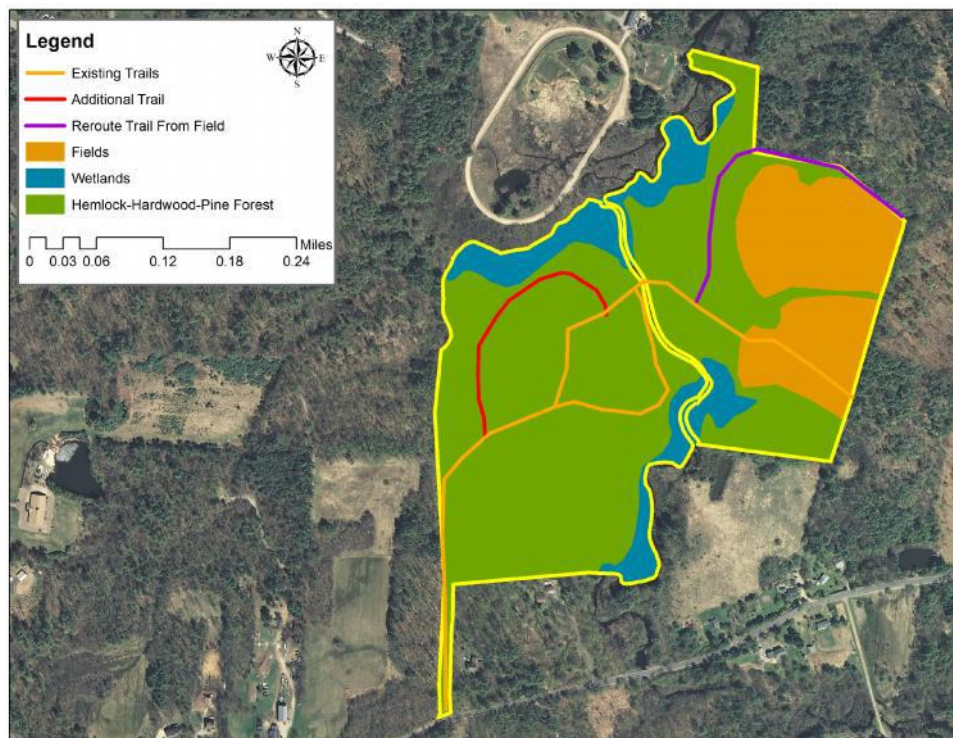 Legend
N
W E
S
Existing Trails
Additional Trail
Reroute Trail From Field
Fields
Wetlands
Hemlock-Hardwood-Pine Forest
Miles
0 0.03 0.06 0.12 0.18 0.24